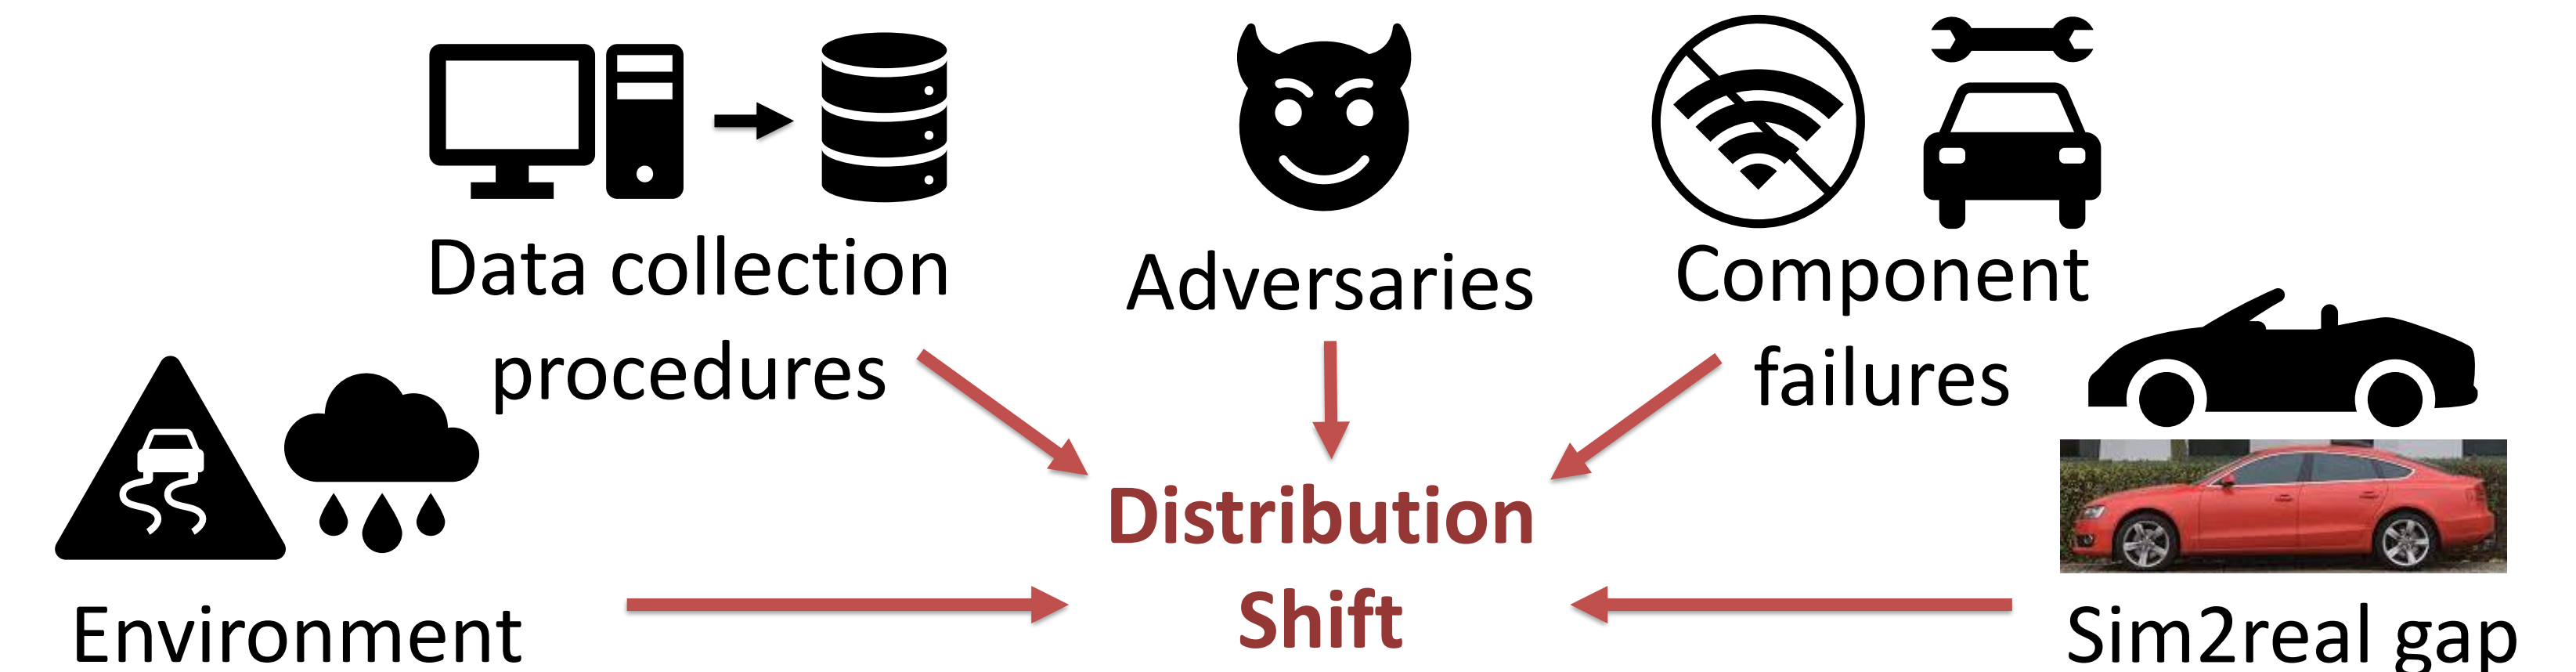 Data collection
procedures
Adversaries
Component
failures
Environment
Distribution
Shift
Sim2real gap